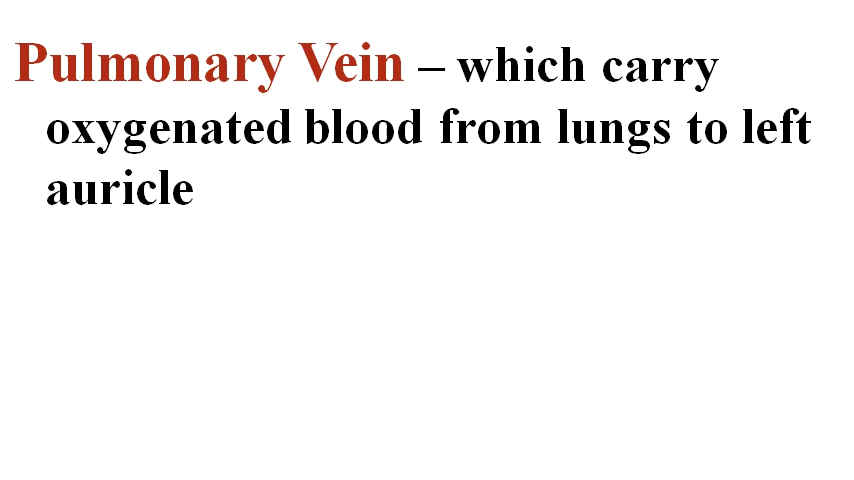 Pulmonary Vein – which carry
oxygenated blood from lungs to left
auricle